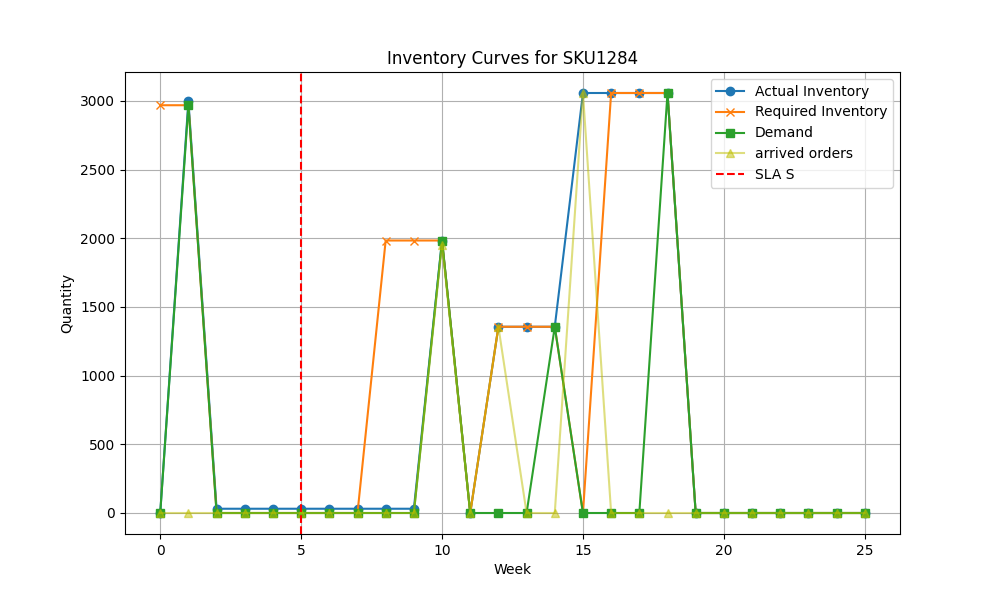 Inventory Curves for SKU1284
Actual Inventory
Required Inventory
Demand
arrived orders
SLA S
Quantity
3000
2500
2000
1500
1000
500
0
0 5 10 15 20 25
Week